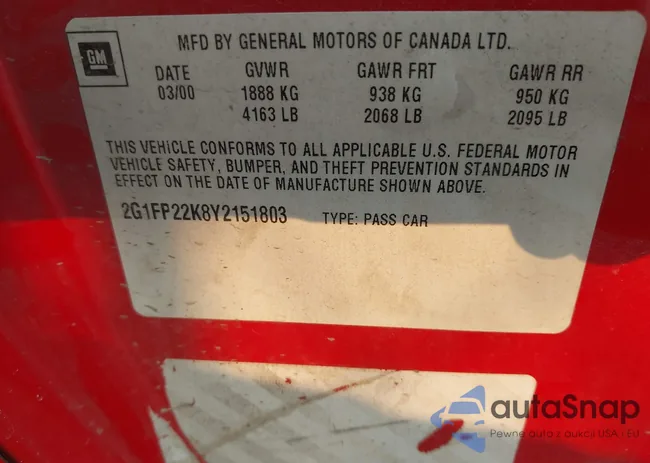 GM
MFD BY GENERAL MOTORS OF CANADA LTD.
DATE GVWR GAWR FRT GAWR RR
03/00 1888 KG 938 KG 950 KG
4163 LB 2068 LB 2095 LB
THIS VEHICLE CONFORMS TO ALL APPLICABLE U.S. FEDERAL MOTOR
VEHICLE SAFETY, BUMPER, AND THEFT PREVENTION STANDARDS IN
EFFECT ON THE DATE OF MANUFACTURE SHOWN ABOVE.
2G1FP22K8Y2151803 TYPE: PASS CAR
autaSnap
Pewne auta z aukcji USA i EU